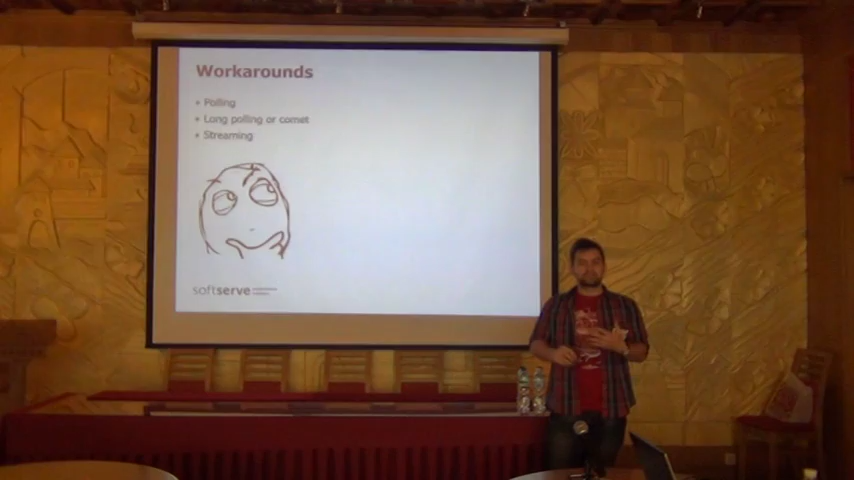 Workarounds
Polling
Long polling or comet
Streaming
softserve